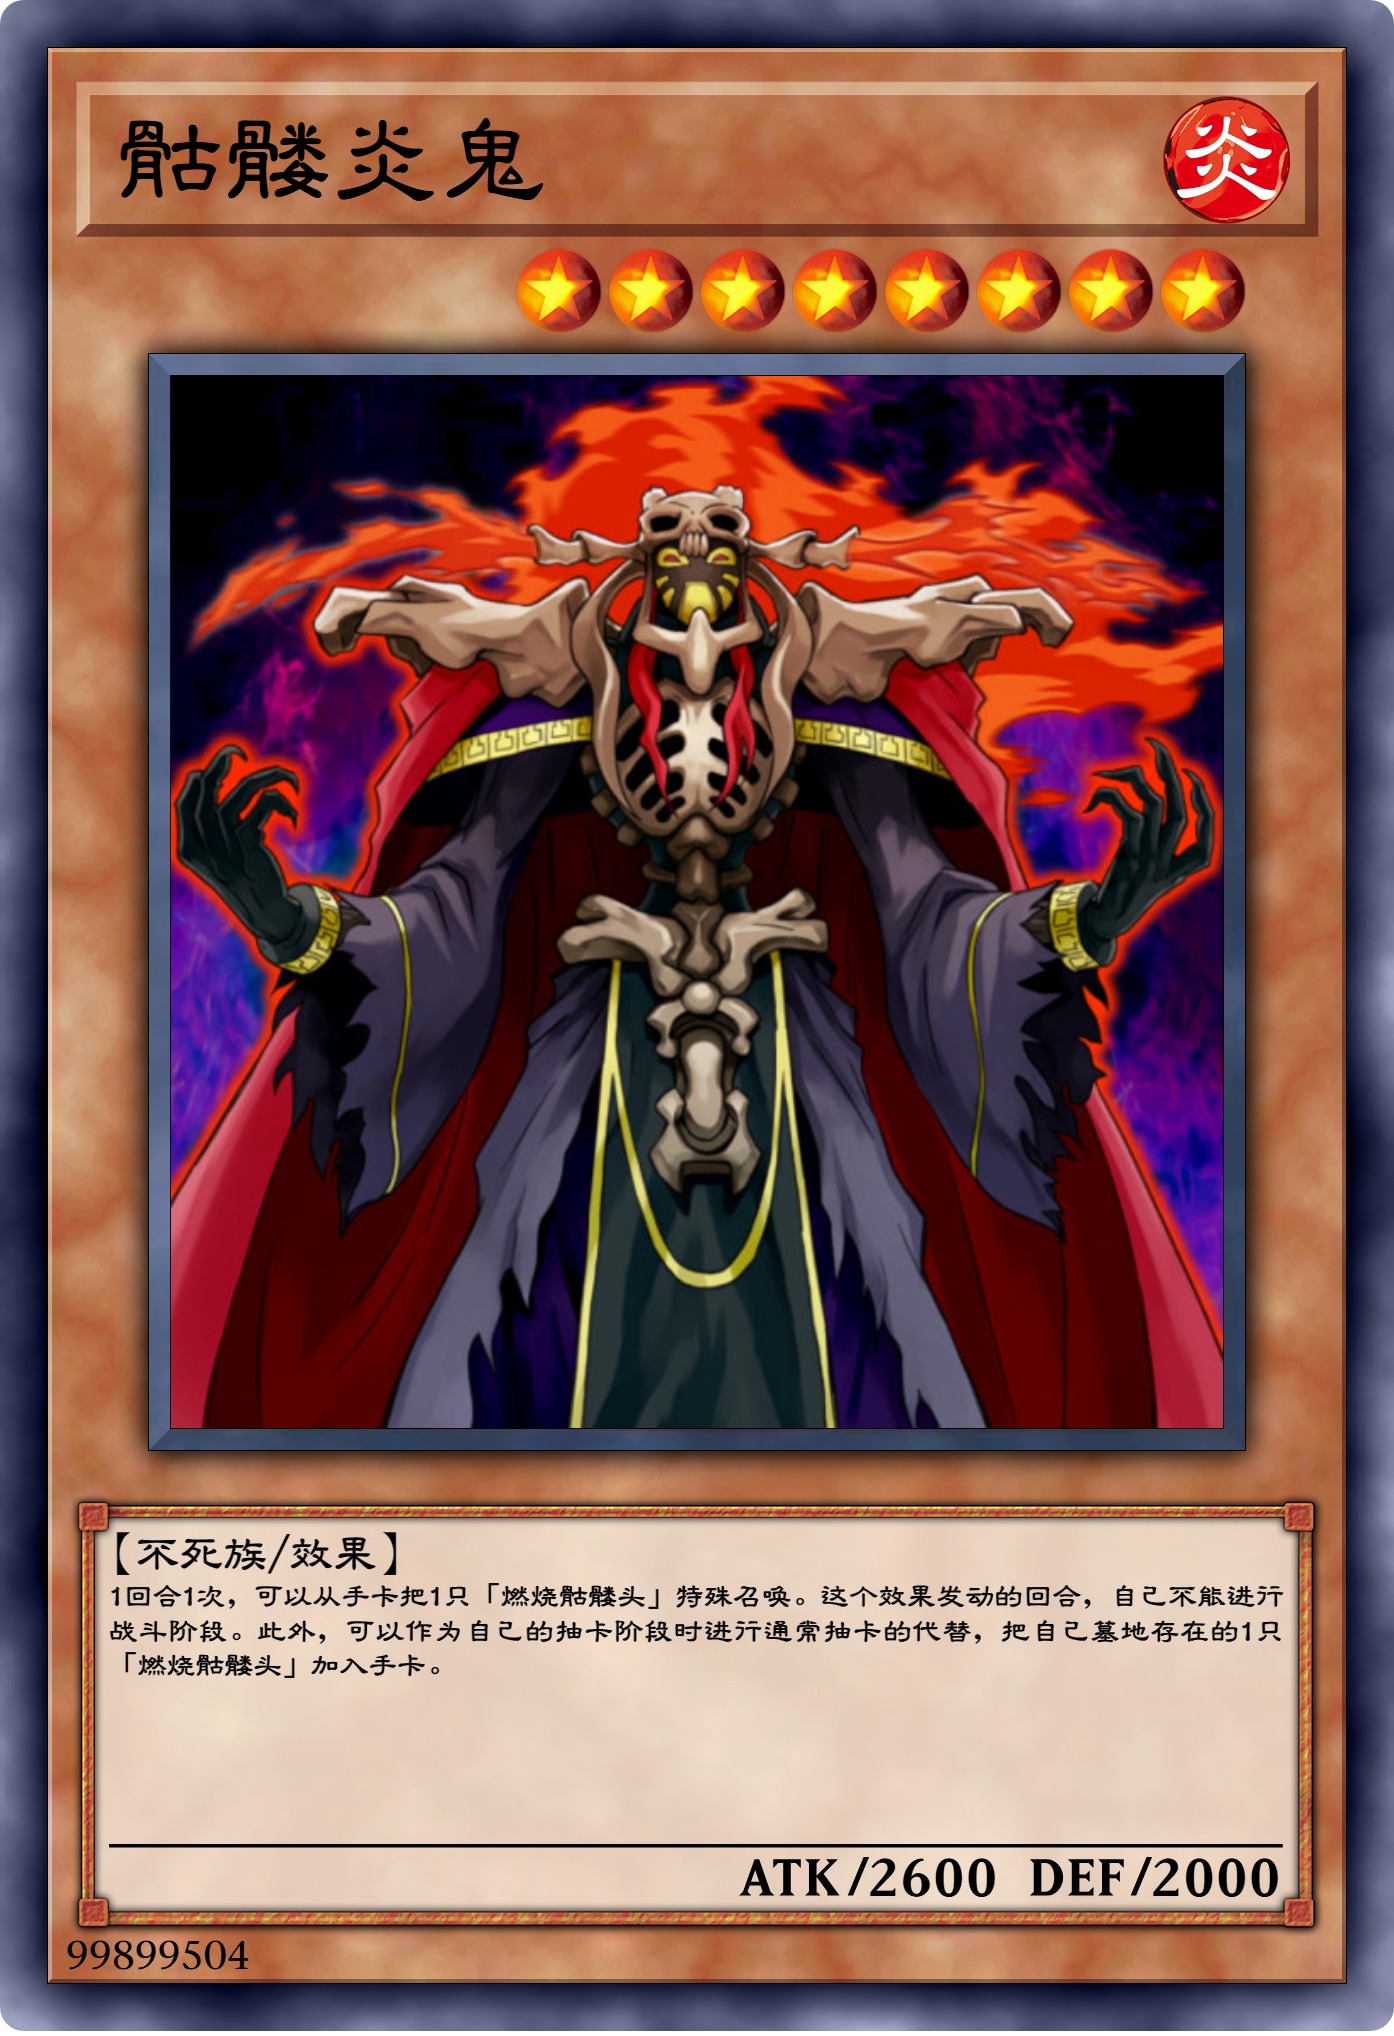 骷髅炎鬼
炎
【不死族/效果】
1回合1次，可以从手卡把1只「燃烧骷髅头」特殊召唤。这个效果发动的回合，自己不能进行
战斗阶段。此外，可以作为自己的抽卡阶段时进行通常抽卡的代替，把自己墓地存在的1只
「燃烧骷髅头」加入手卡。
ATK/2600 DEF/2000
99899504